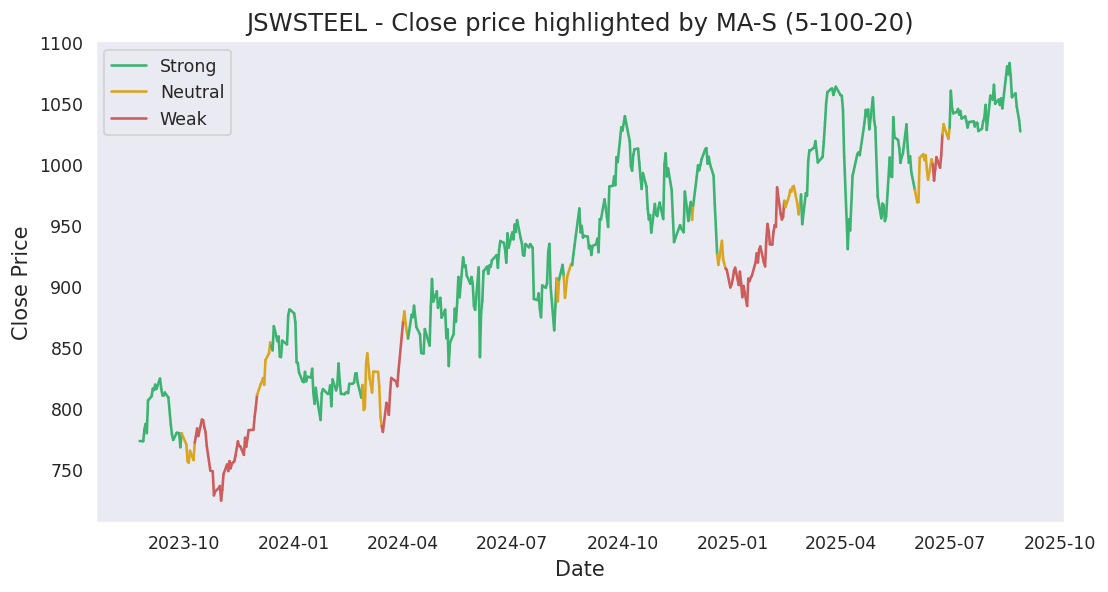 JSWSTEEL - Close price highlighted by MA-S (5-100-20)
Strong
Neutral
Weak
Close Price
1100
1050
1000
950
900
850
800
750
2023-10 2024-01 2024-04 2024-07 2024-10 2025-01 2025-04 2025-07 2025-10
Date